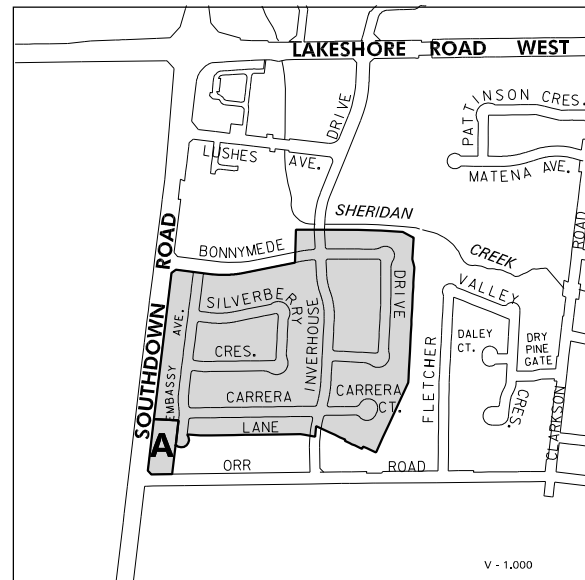 LAKESHORE ROAD WEST
PATTINSON CRES.
DRIVE
LUSHES AVE.
MATENA AVE.
SHERIDAN
CREEK
ROAD
SOUTHDOWN ROAD
BONNYMEDE
DRIVE
VALLEY
SILVERBERRY
CRES.
EMBASSY AVE.
INVERHOUSE
DALEY
CT.
DRY
PINE
GATE
FLETCHER
CARRERA
CARRERA
CT.
CRES.
CLARKSON
LANE
A
ORR ROAD
V - 1.000